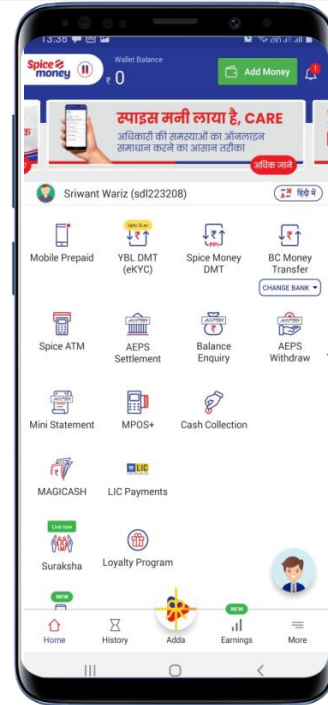 13:38
Spice
money
Wallet Balance
₹ 0
Add Money
स्पाइस मनी लाया है, CARE
अधिकारी की समस्याओं का ऑनलाइन
समाधान करने का आसान तरीका
अधिक जाने
Sriwant Wariz (sdl223208)
हिंदी में
Mobile Prepaid
YBL DMT
(eKYC)
Spice Money
DMT
BC Money
Transfer
CHANGE BANK
Spice ATM
AEPS
Settlement
Balance
Enquiry
AEPS
Withdraw
Mini Statement
MPOS+
Cash Collection
MAGICASH
LIC
LIC Payments
Live now
Suraksha
Loyalty Program
NEW
NEW
Home
History
Adda
Earnings
More